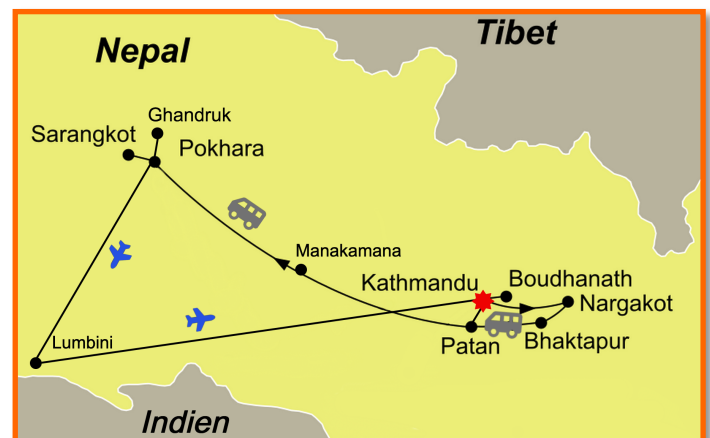 Tibet
Nepal
Ghandruk
Sarangkot
Pokhara
Manakamana
Kathmandu
Boudhanath
Nargakot
Lumbini
Patan
Bhaktapur
Indien